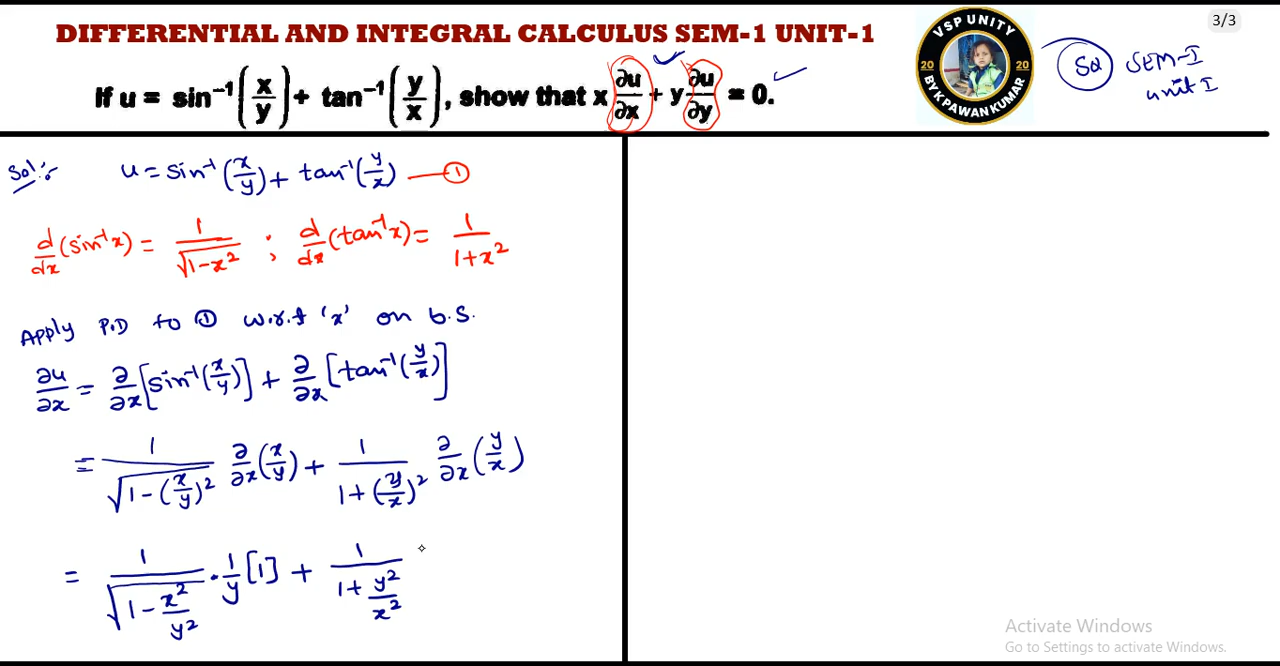 DIFFERENTIAL AND INTEGRAL CALCULUS SEM-1 UNIT-1
If u = sin⁻¹(x/y) + tan⁻¹(y/x), show that x ∂u/∂x + y ∂u/∂y = 0.
VSP UNITY
20 20
BY K PAWAN KUMAR
3/3
SQ SEM-I
unit I
Sol:- u = sin⁻¹(x/y) + tan⁻¹(y/x) — ①
d/dx (sin⁻¹x) = 1/√(1-x²) ; d/dx (tan⁻¹x) = 1/(1+x²)
Apply P.D to ① w.r.t 'x' on b.s.
∂u/∂x = ∂/∂x [sin⁻¹(x/y)] + ∂/∂x [tan⁻¹(y/x)]
= 1/√(1-(x/y)²) ∂/∂x (x/y) + 1/(1+(y/x)²) ∂/∂x (y/x)
= 1/√(1-x²/y²) · 1/y [1] + 1/(1+y²/x²)
Activate Windows
Go to Settings to activate Windows.